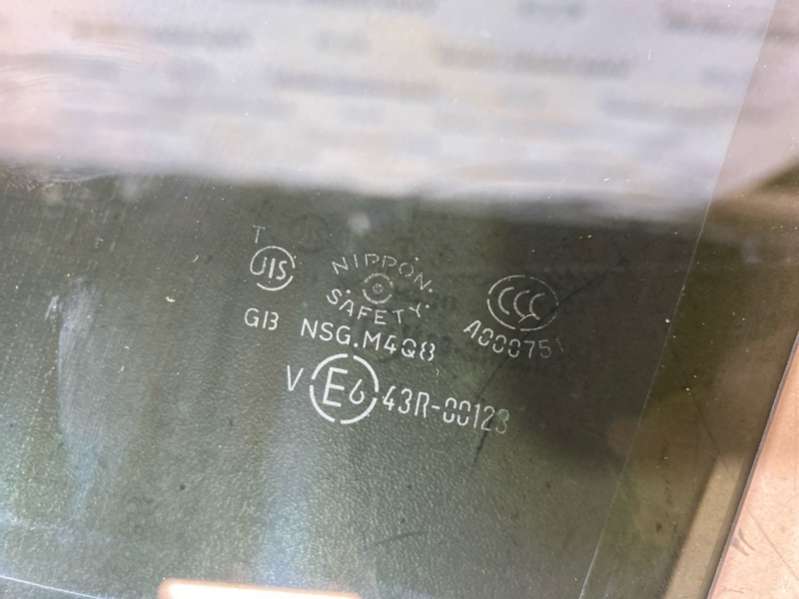 T
JIS
NIPPON.
SAFETY.
CCC
GB NSG.M4Q8
A000751
V E6 43R-00123